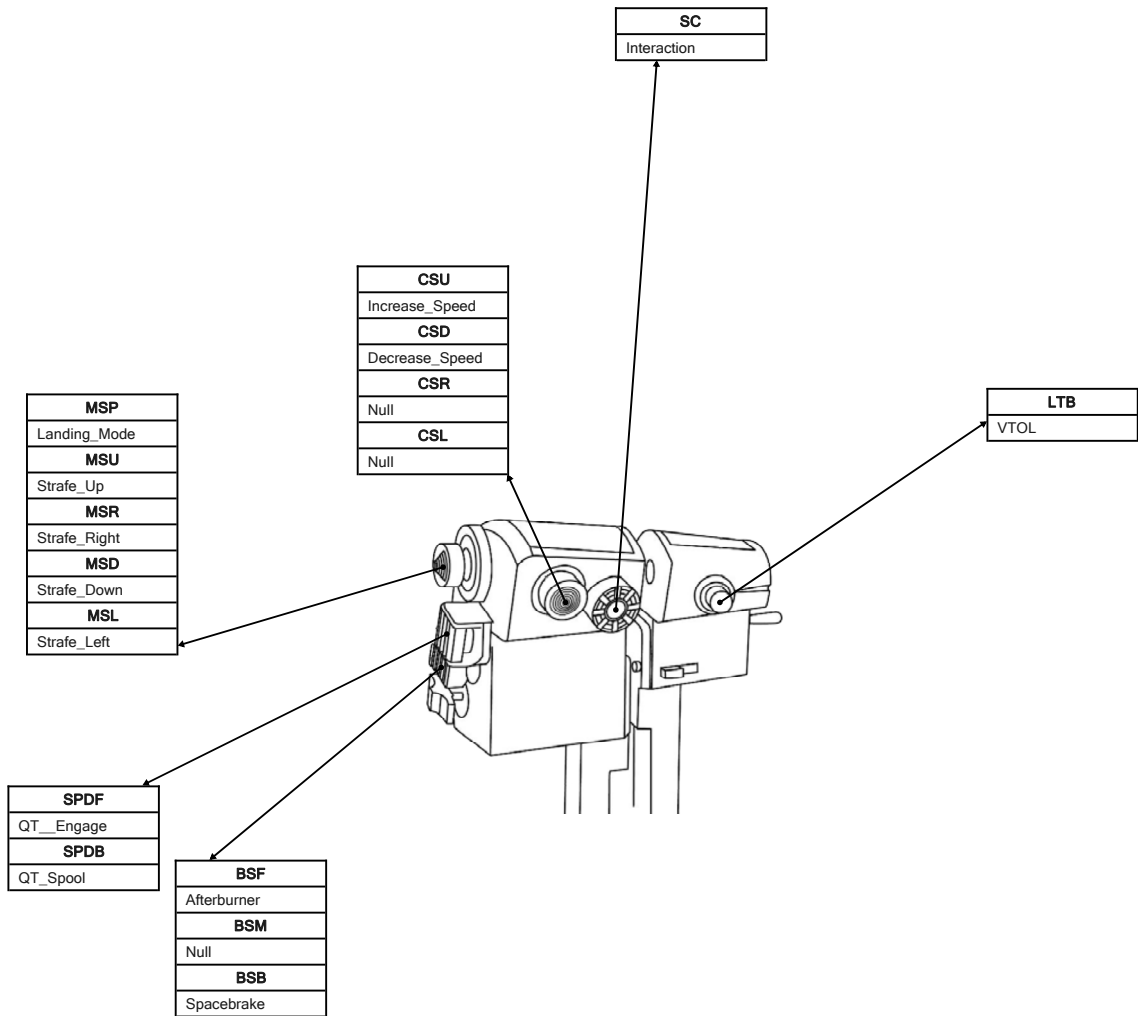 SC
Interaction
CSU
Increase_Speed
CSD
Decrease_Speed
CSR
Null
CSL
Null
LTB
VTOL
MSP
Landing_Mode
MSU
Strafe_Up
MSR
Strafe_Right
MSD
Strafe_Down
MSL
Strafe_Left
SPDF
QT__Engage
SPDB
QT_Spool
BSF
Afterburner
BSM
Null
BSB
Spacebrake